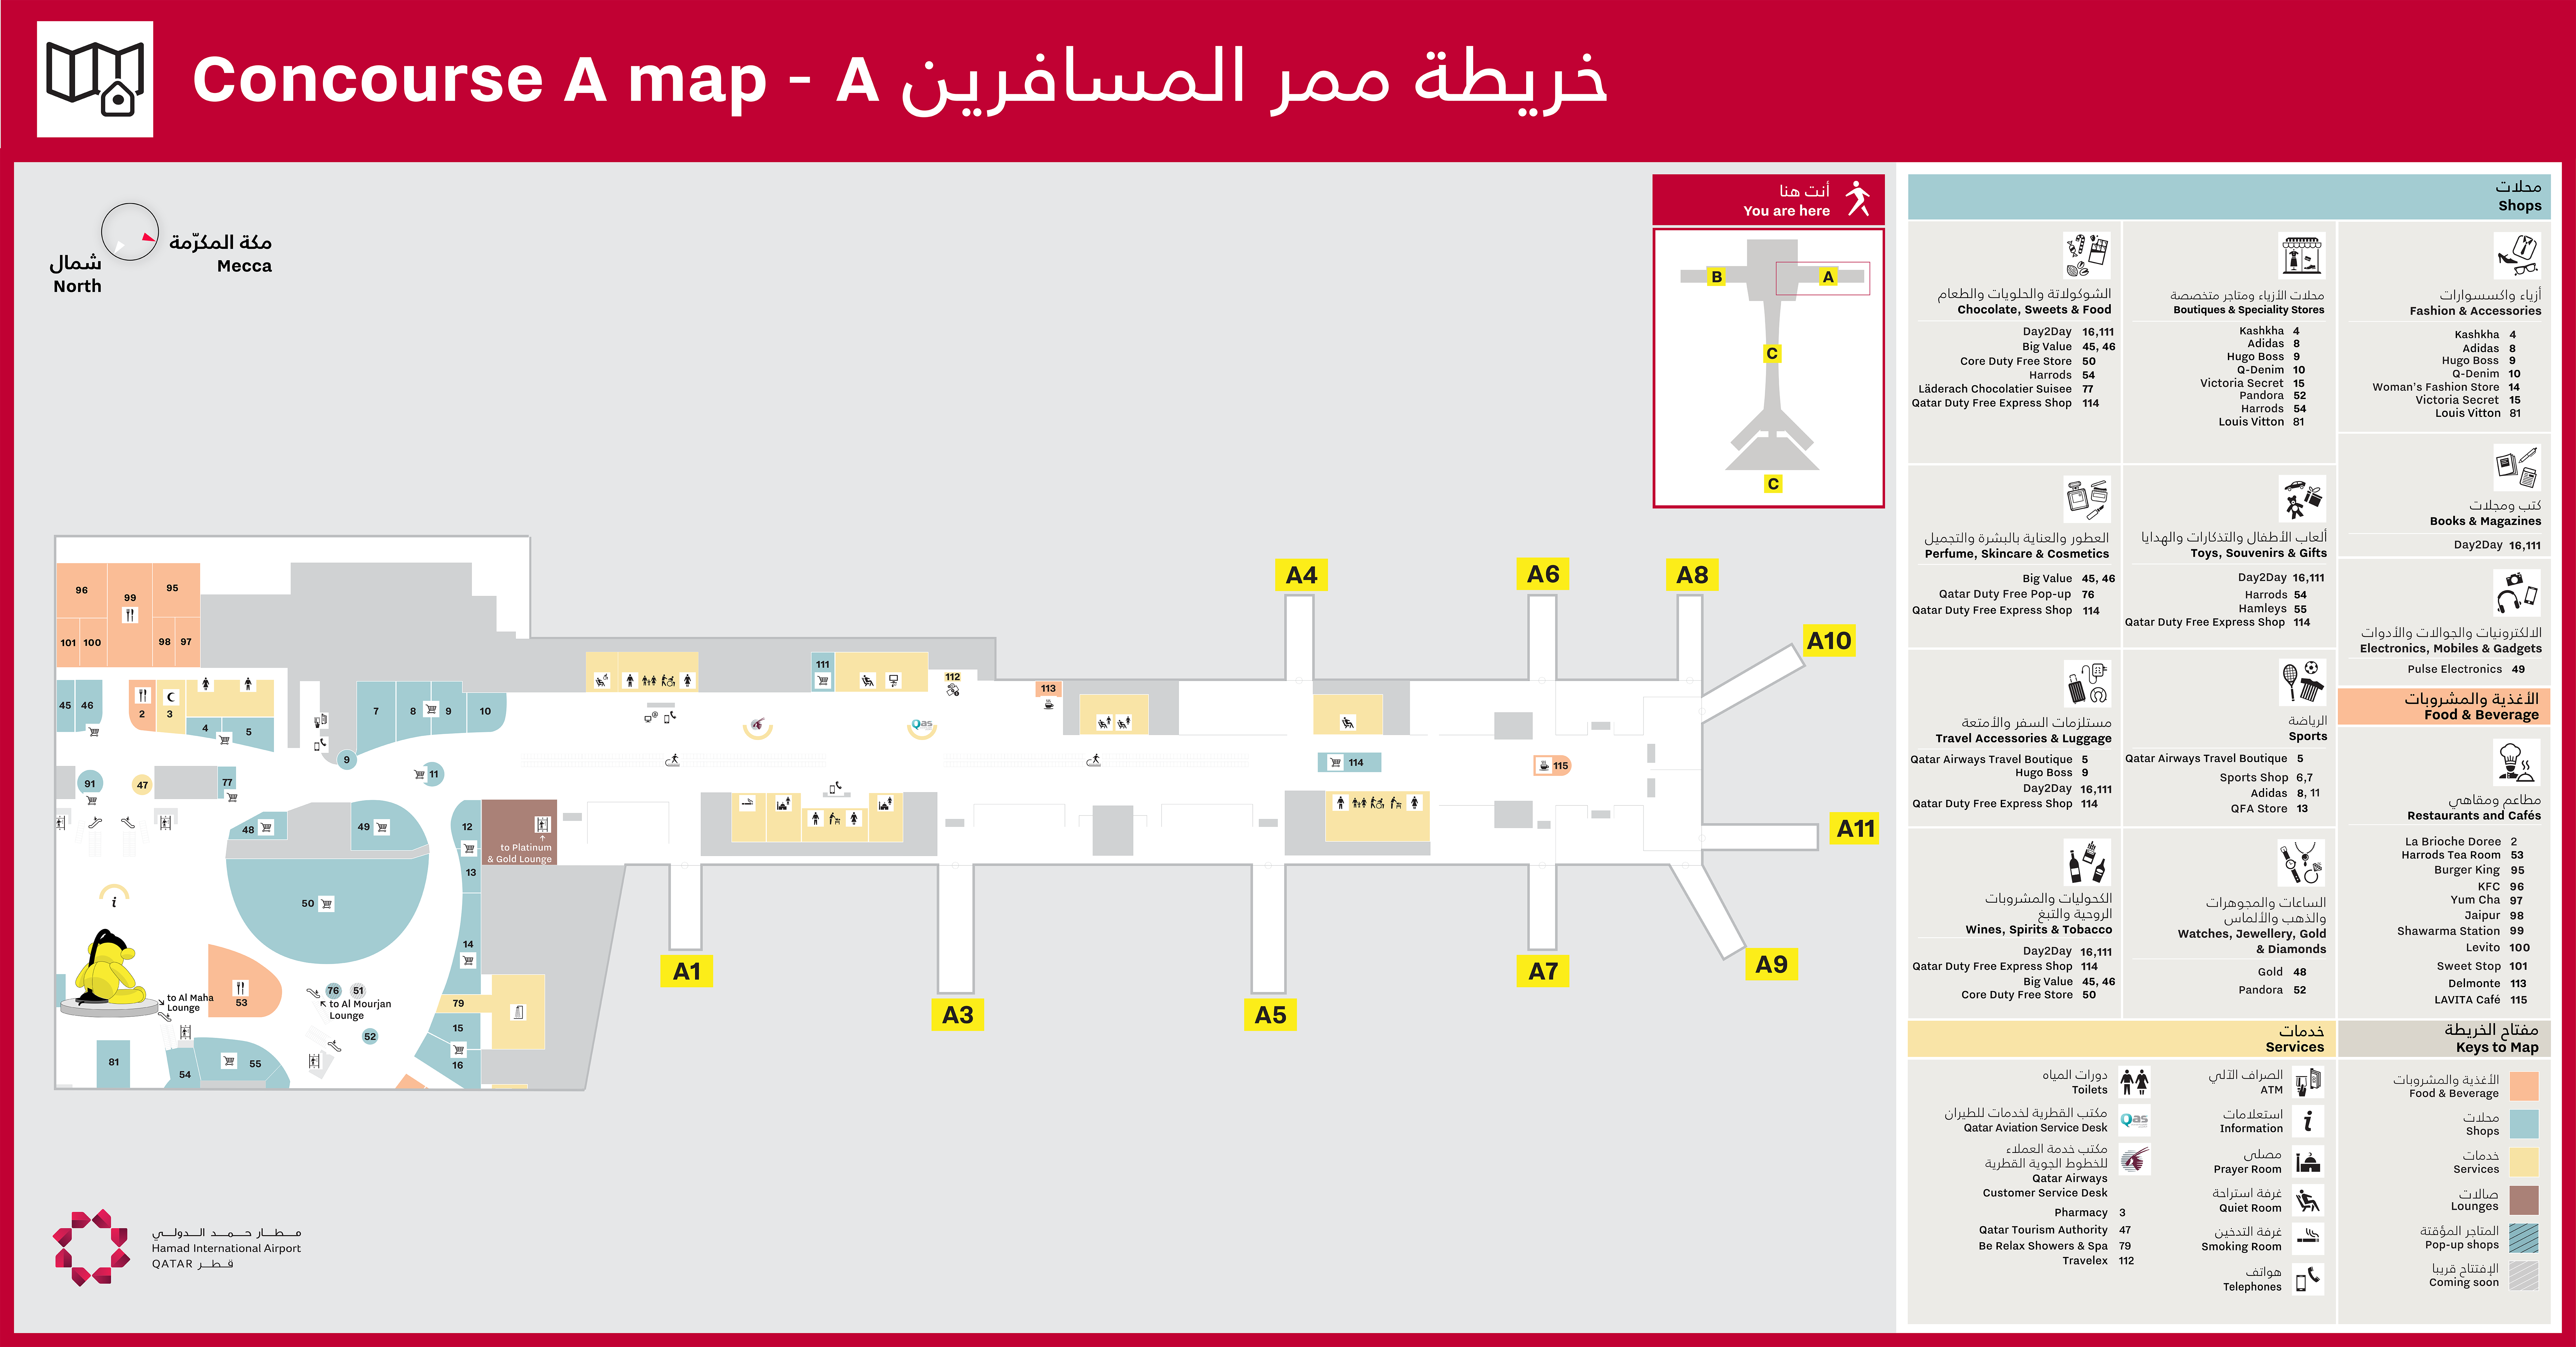 Concourse A map - A خريطة ممر المسافرين
مكة المكرّمة
Mecca
شمال
North
أنت هنا
You are here
B
A
C
C
96
99
95
101
100
98
97
45
46
2
3
4
5
7
8
9
10
9
11
91
47
77
48
49
12
13
to Platinum
& Gold Lounge
50
14
53
to Al Maha
Lounge
76
51
to Al Mourjan
Lounge
52
79
15
16
81
54
55
111
Qas
112
113
114
115
A4
A6
A8
A10
A11
A1
A3
A5
A7
A9
مطار حمد الدولي
Hamad International Airport
QATAR قطر
محلات
Shops
الشوكولاتة والحلويات والطعام
Chocolate, Sweets & Food
Day2Day 16,111
Big Value 45, 46
Core Duty Free Store 50
Harrods 54
Läderach Chocolatier Suisee 77
Qatar Duty Free Express Shop 114
محلات الأزياء ومتاجر متخصصة
Boutiques & Speciality Stores
Kashkha 4
Adidas 8
Hugo Boss 9
Q-Denim 10
Victoria Secret 15
Pandora 52
Harrods 54
Louis Vitton 81
أزياء واكسسوارات
Fashion & Accessories
Kashkha 4
Adidas 8
Hugo Boss 9
Q-Denim 10
Woman's Fashion Store 14
Victoria Secret 15
Louis Vitton 81
كتب ومجلات
Books & Magazines
Day2Day 16,111
العطور والعناية بالبشرة والتجميل
Perfume, Skincare & Cosmetics
Big Value 45, 46
Qatar Duty Free Pop-up 76
Qatar Duty Free Express Shop 114
ألعاب الأطفال والتذكارات والهدايا
Toys, Souvenirs & Gifts
Day2Day 16,111
Harrods 54
Hamleys 55
Qatar Duty Free Express Shop 114
الالكترونيات والجوالات والأدوات
Electronics, Mobiles & Gadgets
Pulse Electronics 49
مستلزمات السفر والأمتعة
Travel Accessories & Luggage
Qatar Airways Travel Boutique 5
Hugo Boss 9
Day2Day 16,111
Qatar Duty Free Express Shop 114
الرياضة
Sports
Qatar Airways Travel Boutique 5
Sports Shop 6,7
Adidas 8, 11
QFA Store 13
الكحوليات والمشروبات
الروحية والتبغ
Wines, Spirits & Tobacco
Day2Day 16,111
Qatar Duty Free Express Shop 114
Big Value 45, 46
Core Duty Free Store 50
الساعات والمجوهرات
والذهب والألماس
Watches, Jewellery, Gold
& Diamonds
Gold 48
Pandora 52
الأغذية والمشروبات
Food & Beverage
مطاعم ومقاهي
Restaurants and Cafés
La Brioche Doree 2
Harrods Tea Room 53
Burger King 95
KFC 96
Yum Cha 97
Jaipur 98
Shawarma Station 99
Levito 100
Sweet Stop 101
Delmonte 113
LAVITA Café 115
خدمات
Services
دورات المياه
Toilets
مكتب القطرية لخدمات للطيران
Qatar Aviation Service Desk
Qas
مكتب خدمة العملاء
للخطوط الجوية القطرية
Qatar Airways
Customer Service Desk
Pharmacy 3
Qatar Tourism Authority 47
Be Relax Showers & Spa 79
Travelex 112
الصراف الآلي
ATM
استعلامات
Information
مصلى
Prayer Room
غرفة استراحة
Quiet Room
غرفة التدخين
Smoking Room
هواتف
Telephones
مفتاح الخريطة
Keys to Map
الأغذية والمشروبات
Food & Beverage
محلات
Shops
خدمات
Services
صالات
Lounges
المتاجر المؤقتة
Pop-up shops
الإفتتاح قريبا
Coming soon